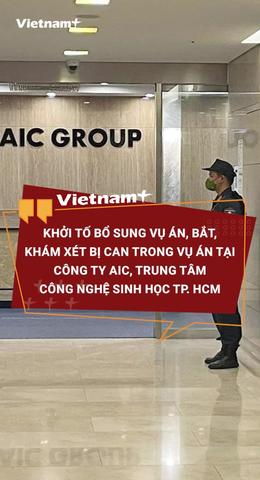 Vietnam+
AIC GROUP
Vietnam+
KHỞI TỐ BỔ SUNG VỤ ÁN, BẮT,
KHÁM XÉT BỊ CAN TRONG VỤ ÁN TẠI
CÔNG TY AIC, TRUNG TÂM
CÔNG NGHỆ SINH HỌC TP. HCM